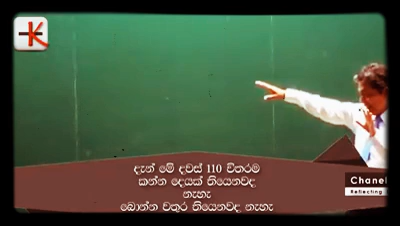 K
දැන් මේ දවස් 110 විතරම
කන්න දෙයක් තියෙනවද
නැහැ
බොන්න වතුර තියෙනවද නැහැ
Chanel
Reflecting